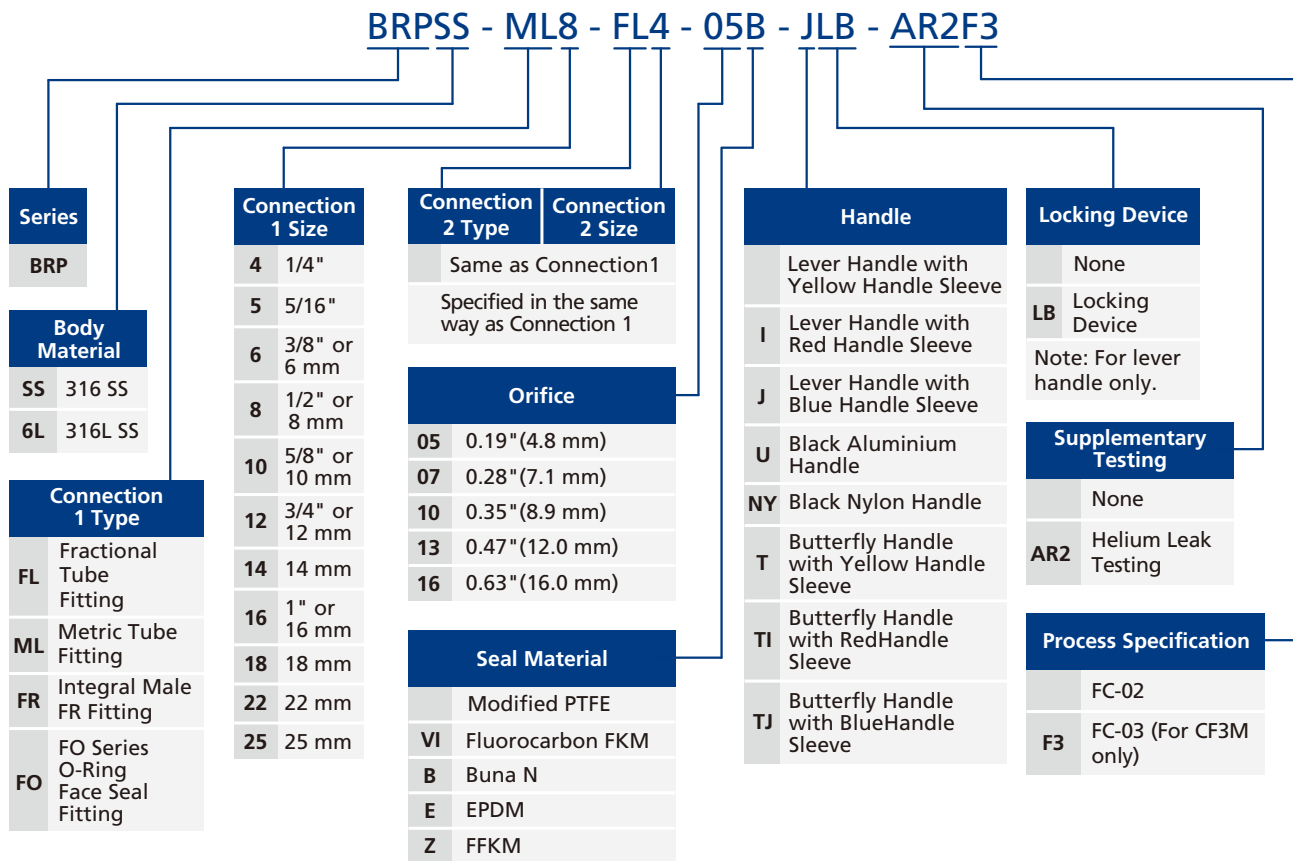 BRPSS - ML8 - FL4 - 05B - JLB - AR2F3
Series
BRP
Body
Material
SS 316 SS
6L 316L SS
Connection
1 Type
FL Fractional
Tube
Fitting
ML Metric Tube
Fitting
FR Integral Male
FR Fitting
FO FO Series
O-Ring
Face Seal
Fitting
Connection
1 Size
4 1/4"
5 5/16"
6 3/8" or
6 mm
8 1/2" or
8 mm
10 5/8" or
10 mm
12 3/4" or
12 mm
14 14 mm
16 1" or
16 mm
18 18 mm
22 22 mm
25 25 mm
Connection
2 Type
Connection
2 Size
Same as Connection1
Specified in the same
way as Connection 1
Orifice
05 0.19"(4.8 mm)
07 0.28"(7.1 mm)
10 0.35"(8.9 mm)
13 0.47"(12.0 mm)
16 0.63"(16.0 mm)
Seal Material
Modified PTFE
VI Fluorocarbon FKM
B Buna N
E EPDM
Z FFKM
Handle
Lever Handle with
Yellow Handle Sleeve
I Lever Handle with
Red Handle Sleeve
J Lever Handle with
Blue Handle Sleeve
U Black Aluminium
Handle
NY Black Nylon Handle
T Butterfly Handle
with Yellow Handle
Sleeve
TI Butterfly Handle
with RedHandle
Sleeve
TJ Butterfly Handle
with BlueHandle
Sleeve
Locking Device
None
LB Locking
Device
Note: For lever
handle only.
Supplementary
Testing
None
AR2 Helium Leak
Testing
Process Specification
FC-02
F3 FC-03 (For CF3M
only)